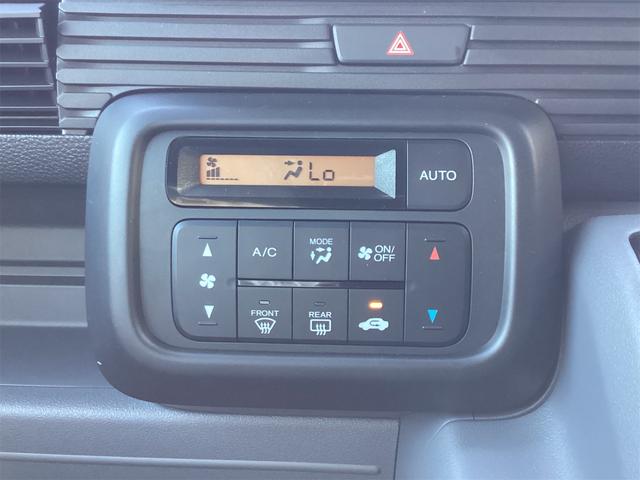 Lo
AUTO
A/C
MODE
ON/
OFF
FRONT
REAR